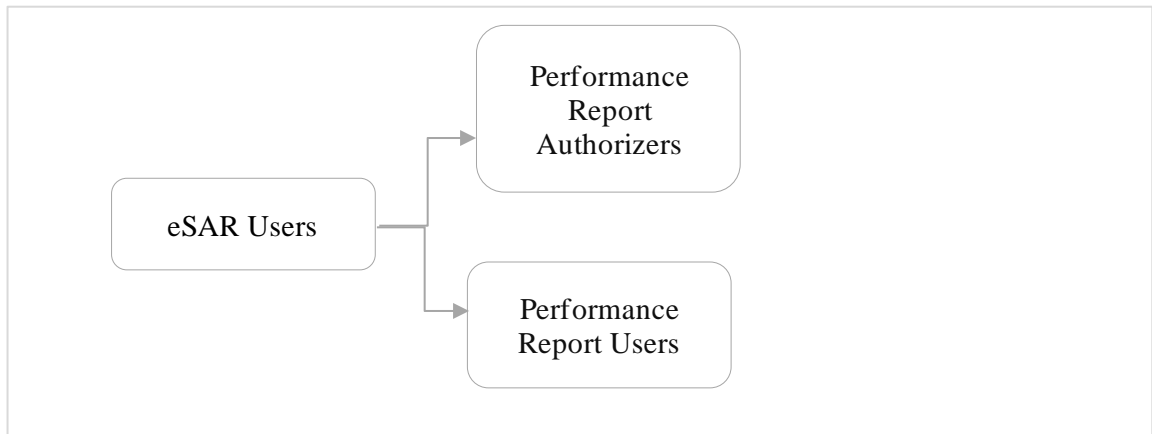 Performance
Report
Authorizers
eSAR Users
Performance
Report Users